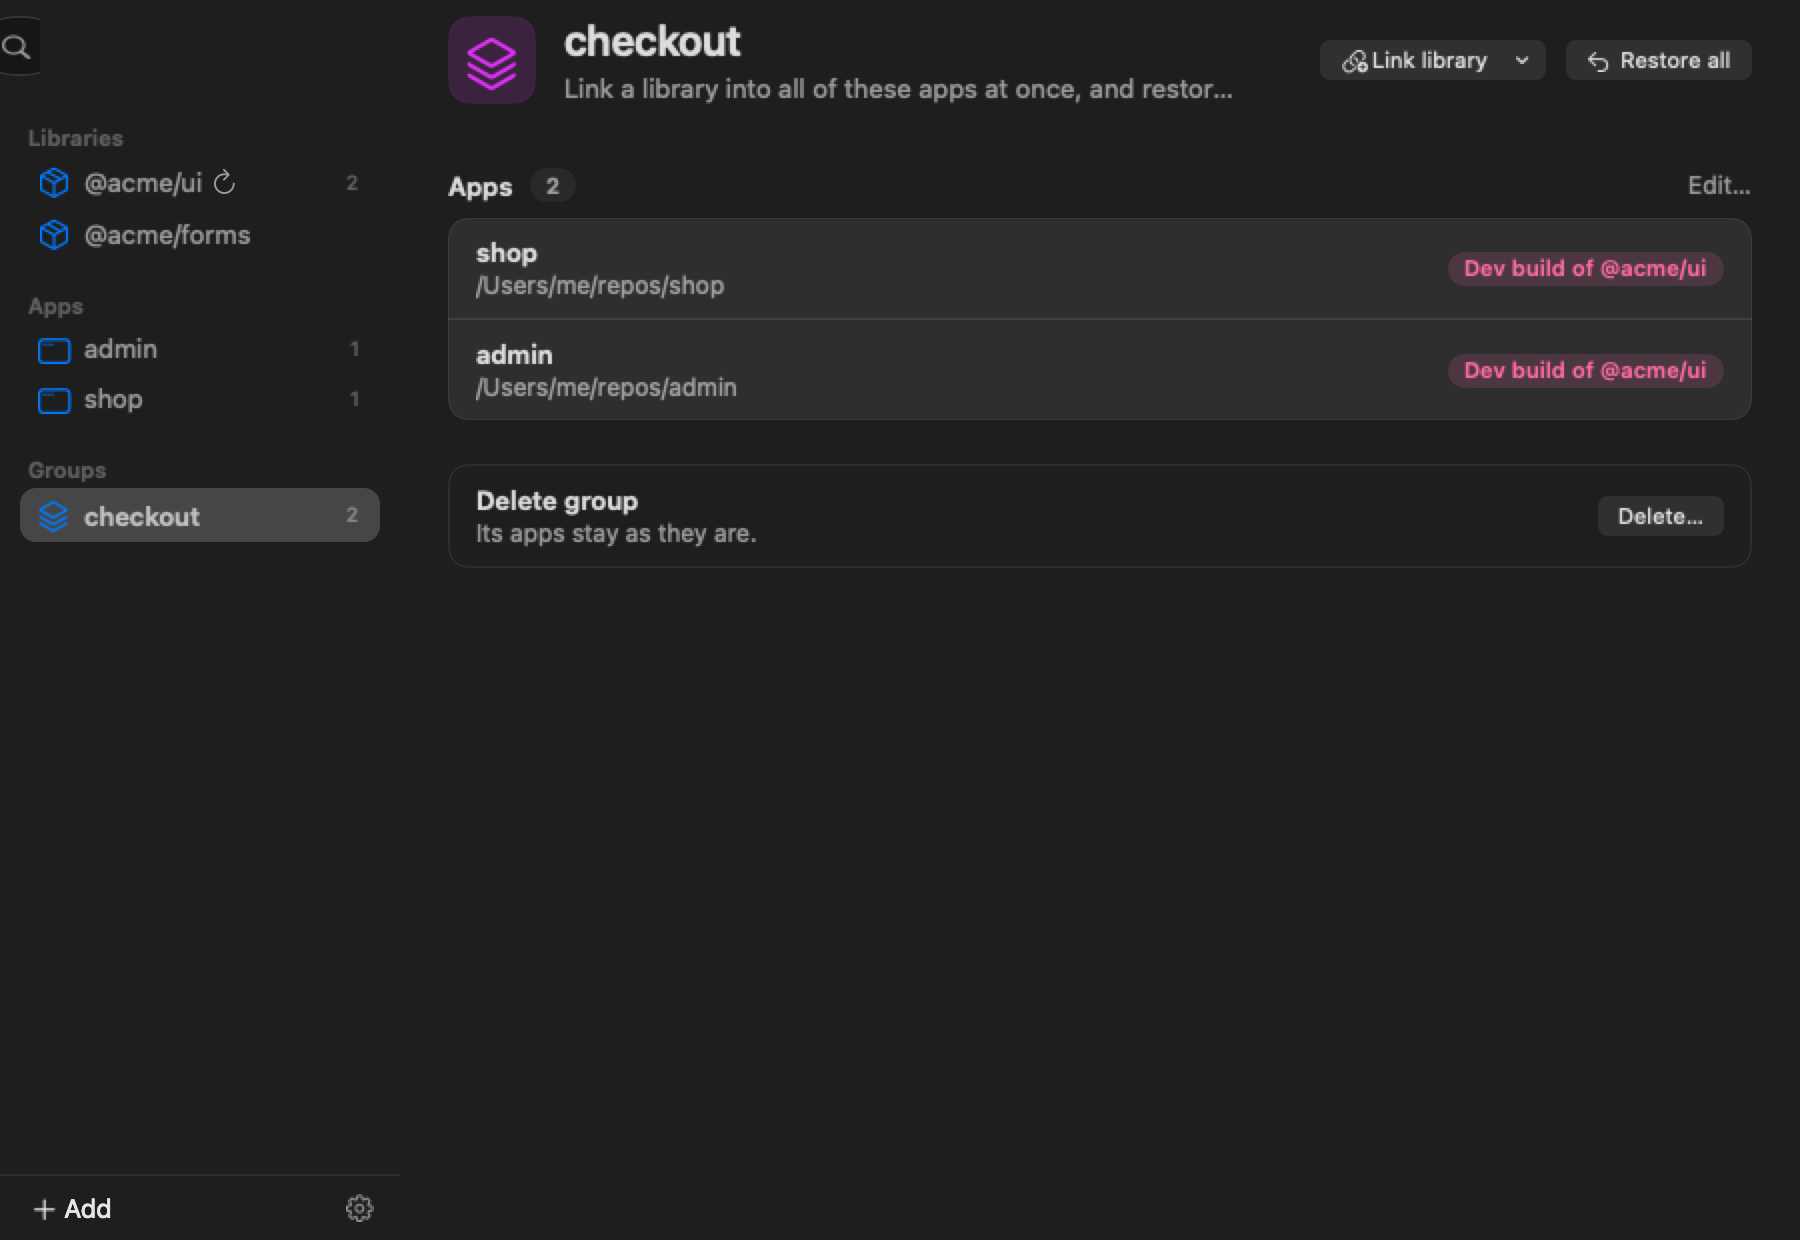 checkout
Link a library into all of these apps at once, and restor...
Link library
Restore all
Libraries
@acme/ui 2
@acme/forms
Apps
admin 1
shop 1
Groups
checkout 2
Apps 2
Edit...
shop
/Users/me/repos/shop
Dev build of @acme/ui
admin
/Users/me/repos/admin
Dev build of @acme/ui
Delete group
Its apps stay as they are.
Delete...
Add